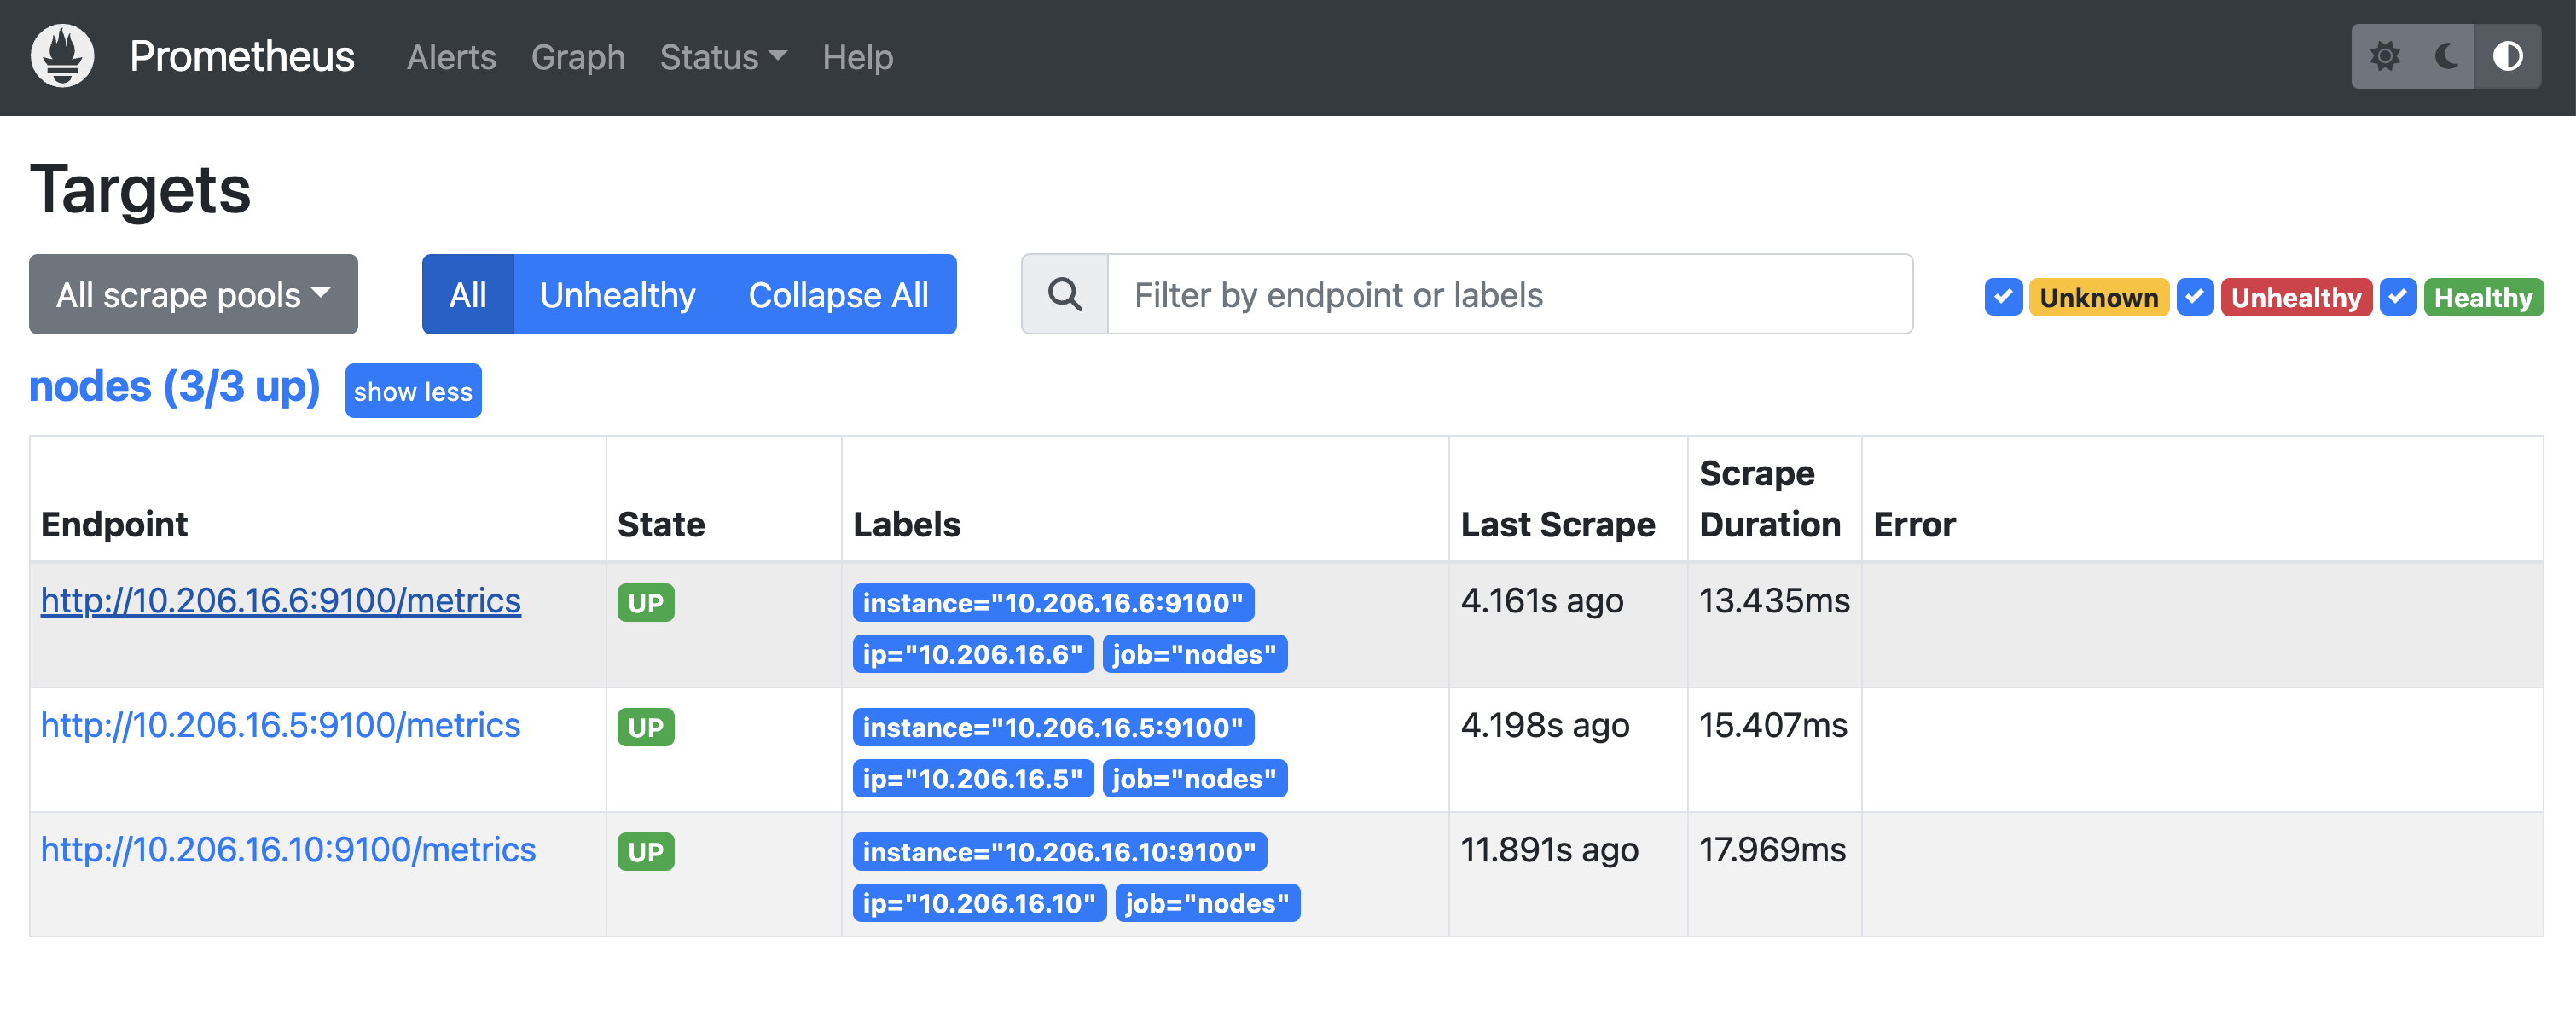 Prometheus Alerts Graph Status Help
Targets
All scrape pools All Unhealthy Collapse All Filter by endpoint or labels Unknown Unhealthy Healthy
nodes (3/3 up) show less
Endpoint State Labels Last Scrape Scrape Duration Error
http://10.206.16.6:9100/metrics UP instance="10.206.16.6:9100" 4.161s ago 13.435ms
ip="10.206.16.6" job="nodes"
http://10.206.16.5:9100/metrics UP instance="10.206.16.5:9100" 4.198s ago 15.407ms
ip="10.206.16.5" job="nodes"
http://10.206.16.10:9100/metrics UP instance="10.206.16.10:9100" 11.891s ago 17.969ms
ip="10.206.16.10" job="nodes"